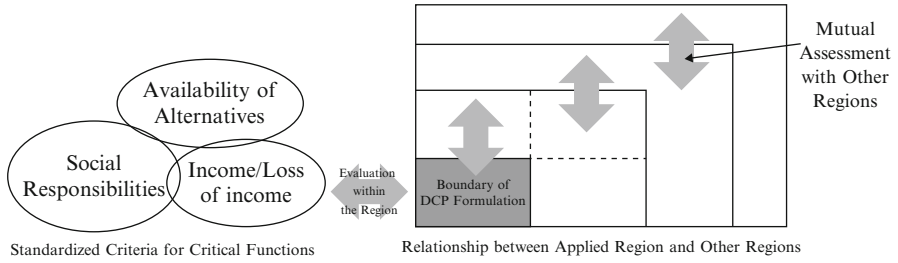 Availability of
Alternatives
Social
Responsibilities
Income/Loss
of income
Standardized Criteria for Critical Functions
Evaluation
within
the Region
Boundary of
DCP Formulation
Relationship between Applied Region and Other Regions
Mutual
Assessment
with Other
Regions